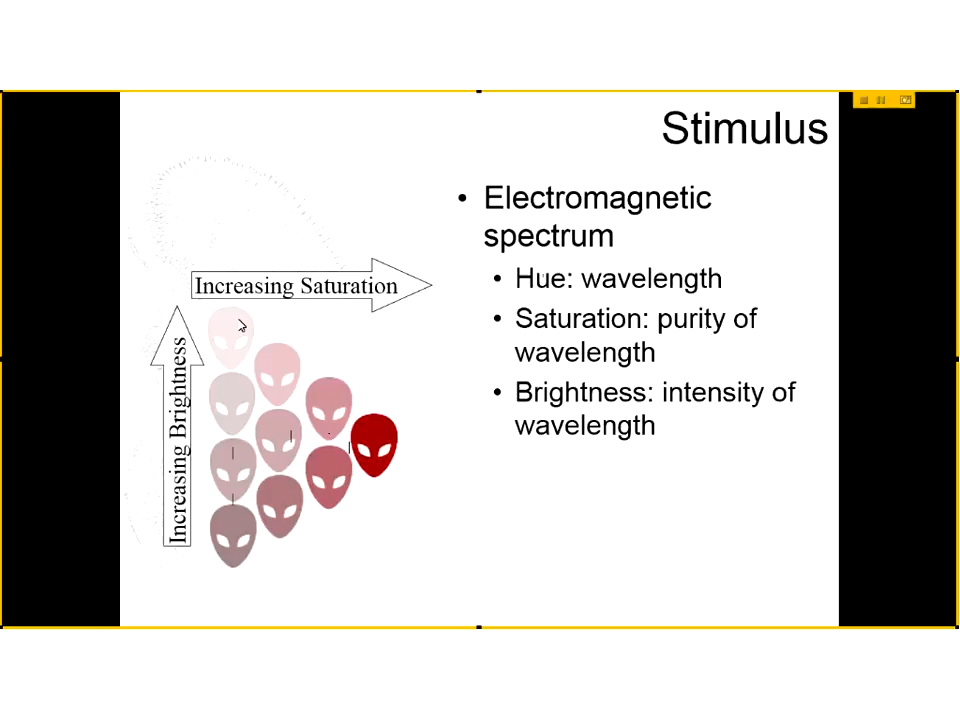 Stimulus
• Electromagnetic
spectrum
• Hue: wavelength
• Saturation: purity of
wavelength
• Brightness: intensity of
wavelength
Increasing Saturation
Increasing Brightness